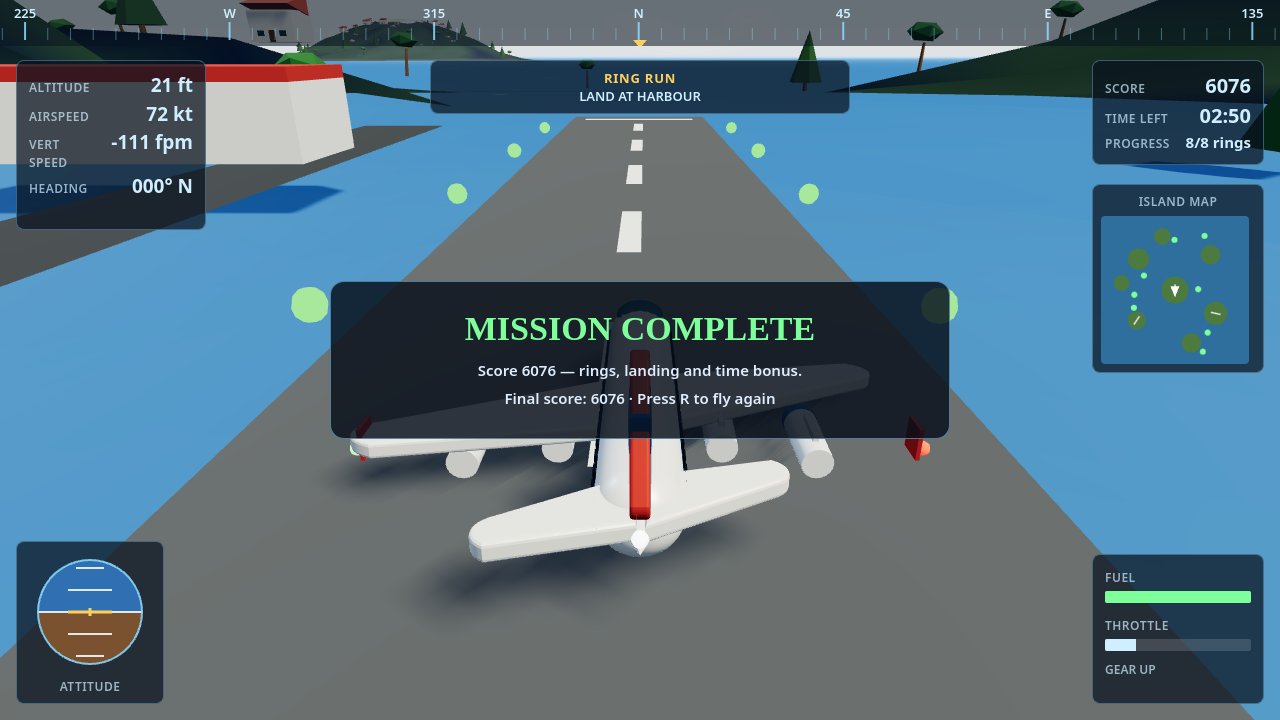 225 W 315 N 45 E 135
ALTITUDE 21 ft
AIRSPEED 72 kt
VERT SPEED -111 fpm
HEADING 000° N
RING RUN
LAND AT HARBOUR
SCORE 6076
TIME LEFT 02:50
PROGRESS 8/8 rings
ISLAND MAP
MISSION COMPLETE
Score 6076 — rings, landing and time bonus.
Final score: 6076 · Press R to fly again
ATTITUDE
FUEL
THROTTLE
GEAR UP